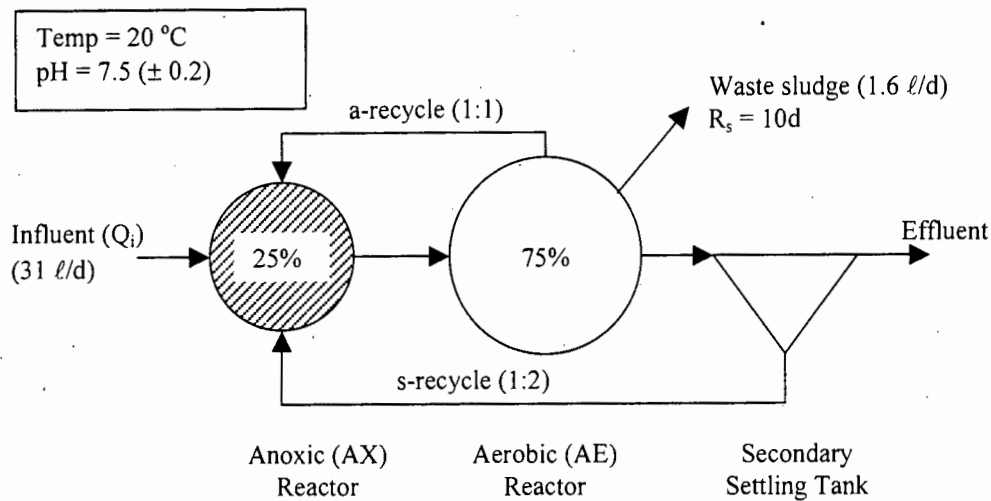 Temp = 20 °C
pH = 7.5 (± 0.2)
Waste sludge (1.6 ℓ/d)
Rₛ = 10d
a-recycle (1:1)
Influent (Qᵢ)
(31 ℓ/d)
25%
75%
Effluent
s-recycle (1:2)
Anoxic (AX)
Reactor
Aerobic (AE)
Reactor
Secondary
Settling Tank